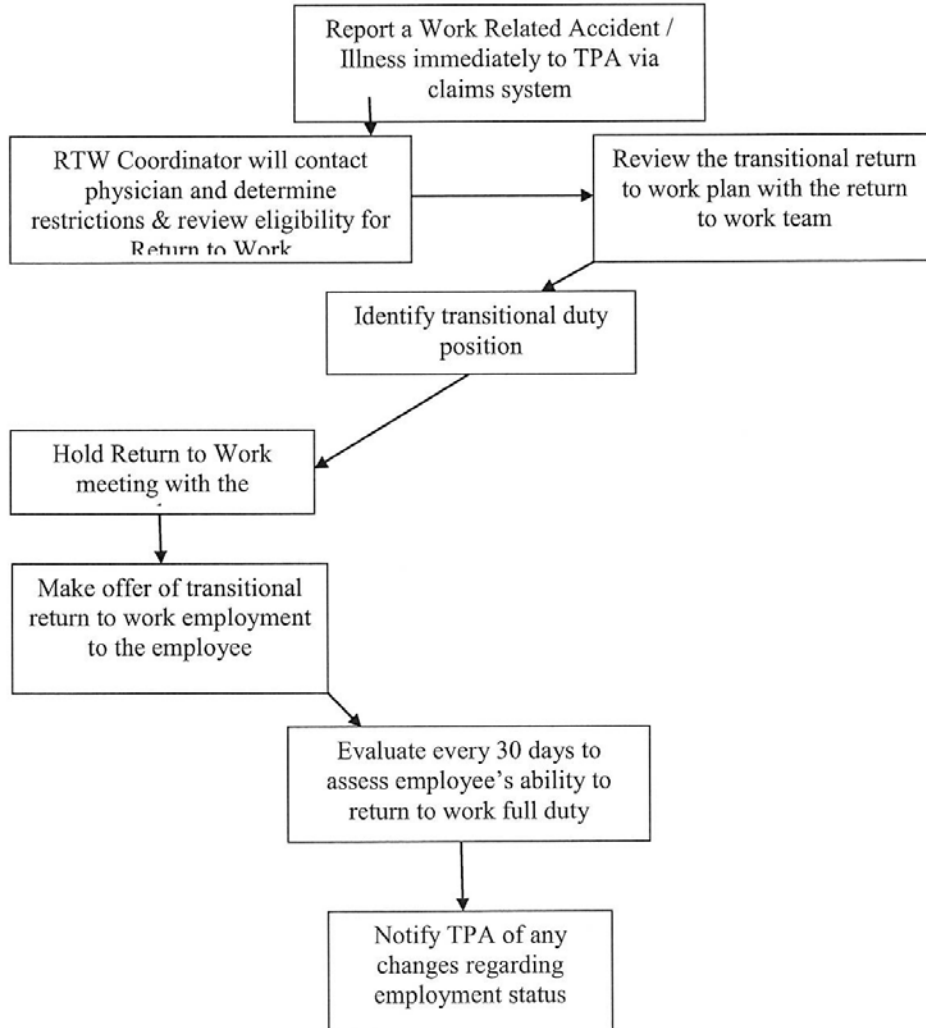 Report a Work Related Accident /
Illness immediately to TPA via
claims system
RTW Coordinator will contact
physician and determine
restrictions & review eligibility for
Return to Work
Review the transitional return
to work plan with the return
to work team
Identify transitional duty
position
Hold Return to Work
meeting with the
Make offer of transitional
return to work employment
to the employee
Evaluate every 30 days to
assess employee’s ability to
return to work full duty
Notify TPA of any
changes regarding
employment status